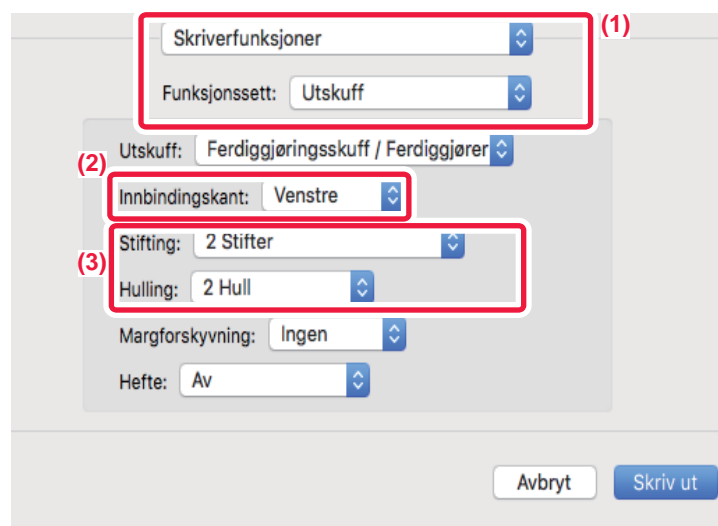 Skriverfunksjoner
(1)
Funksjonssett: Utskuff
Utskuff: Ferdiggjøringsskuff / Ferdiggjører
(2)
Innbindingskant: Venstre
Stifting: 2 Stifter
(3)
Hulling: 2 Hull
Margforskyvning: Ingen
Hefte: Av
Avbryt Skriv ut